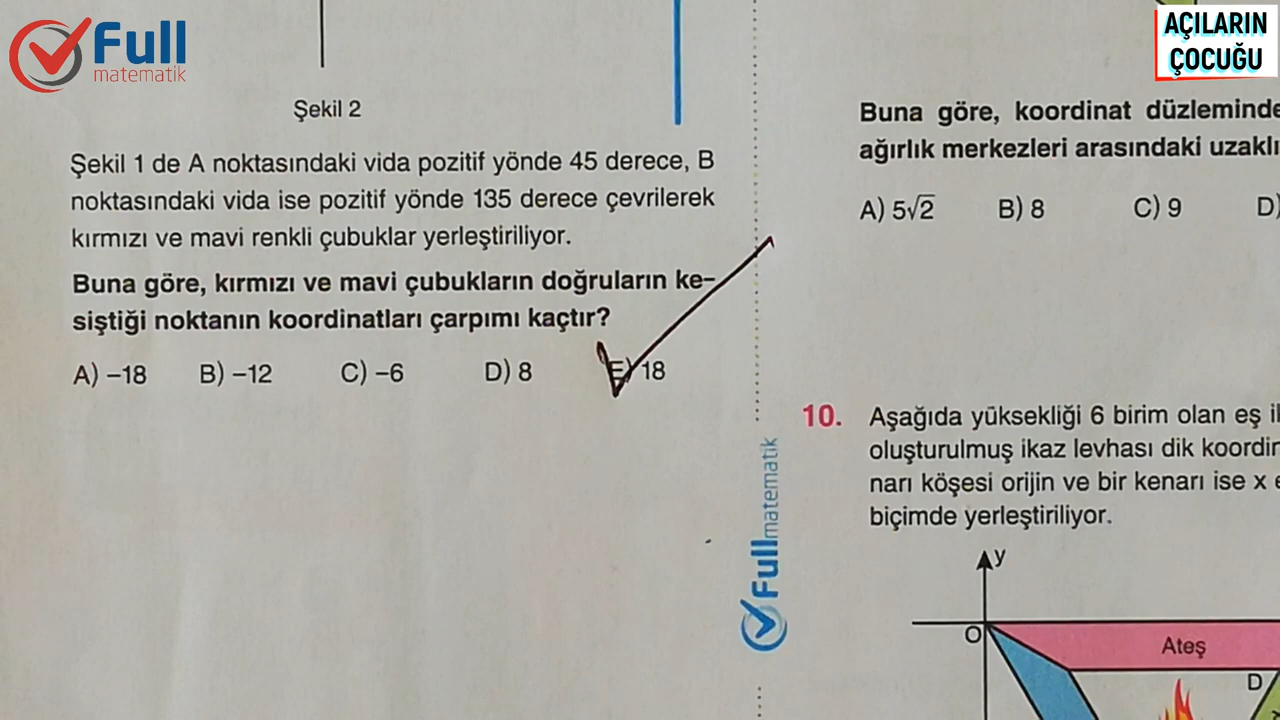 Full
matematik
AÇILARIN
ÇOCUĞU
Şekil 2
Şekil 1 de A noktasındaki vida pozitif yönde 45 derece, B
noktasındaki vida ise pozitif yönde 135 derece çevrilerek
kırmızı ve mavi renkli çubuklar yerleştiriliyor.
Buna göre, kırmızı ve mavi çubukların doğruların ke-
siştiği noktanın koordinatları çarpımı kaçtır?
A) –18 B) –12 C) –6 D) 8 E) 18
Fullmatematik
Buna göre, koordinat düzleminde
ağırlık merkezleri arasındaki uzaklı
A) 5√2 B) 8 C) 9 D)
10. Aşağıda yüksekliği 6 birim olan eş
oluşturulmuş ikaz levhası dik koordin
narı köşesi orijin ve bir kenarı ise x
biçimde yerleştiriliyor.
y
O
Ateş
D